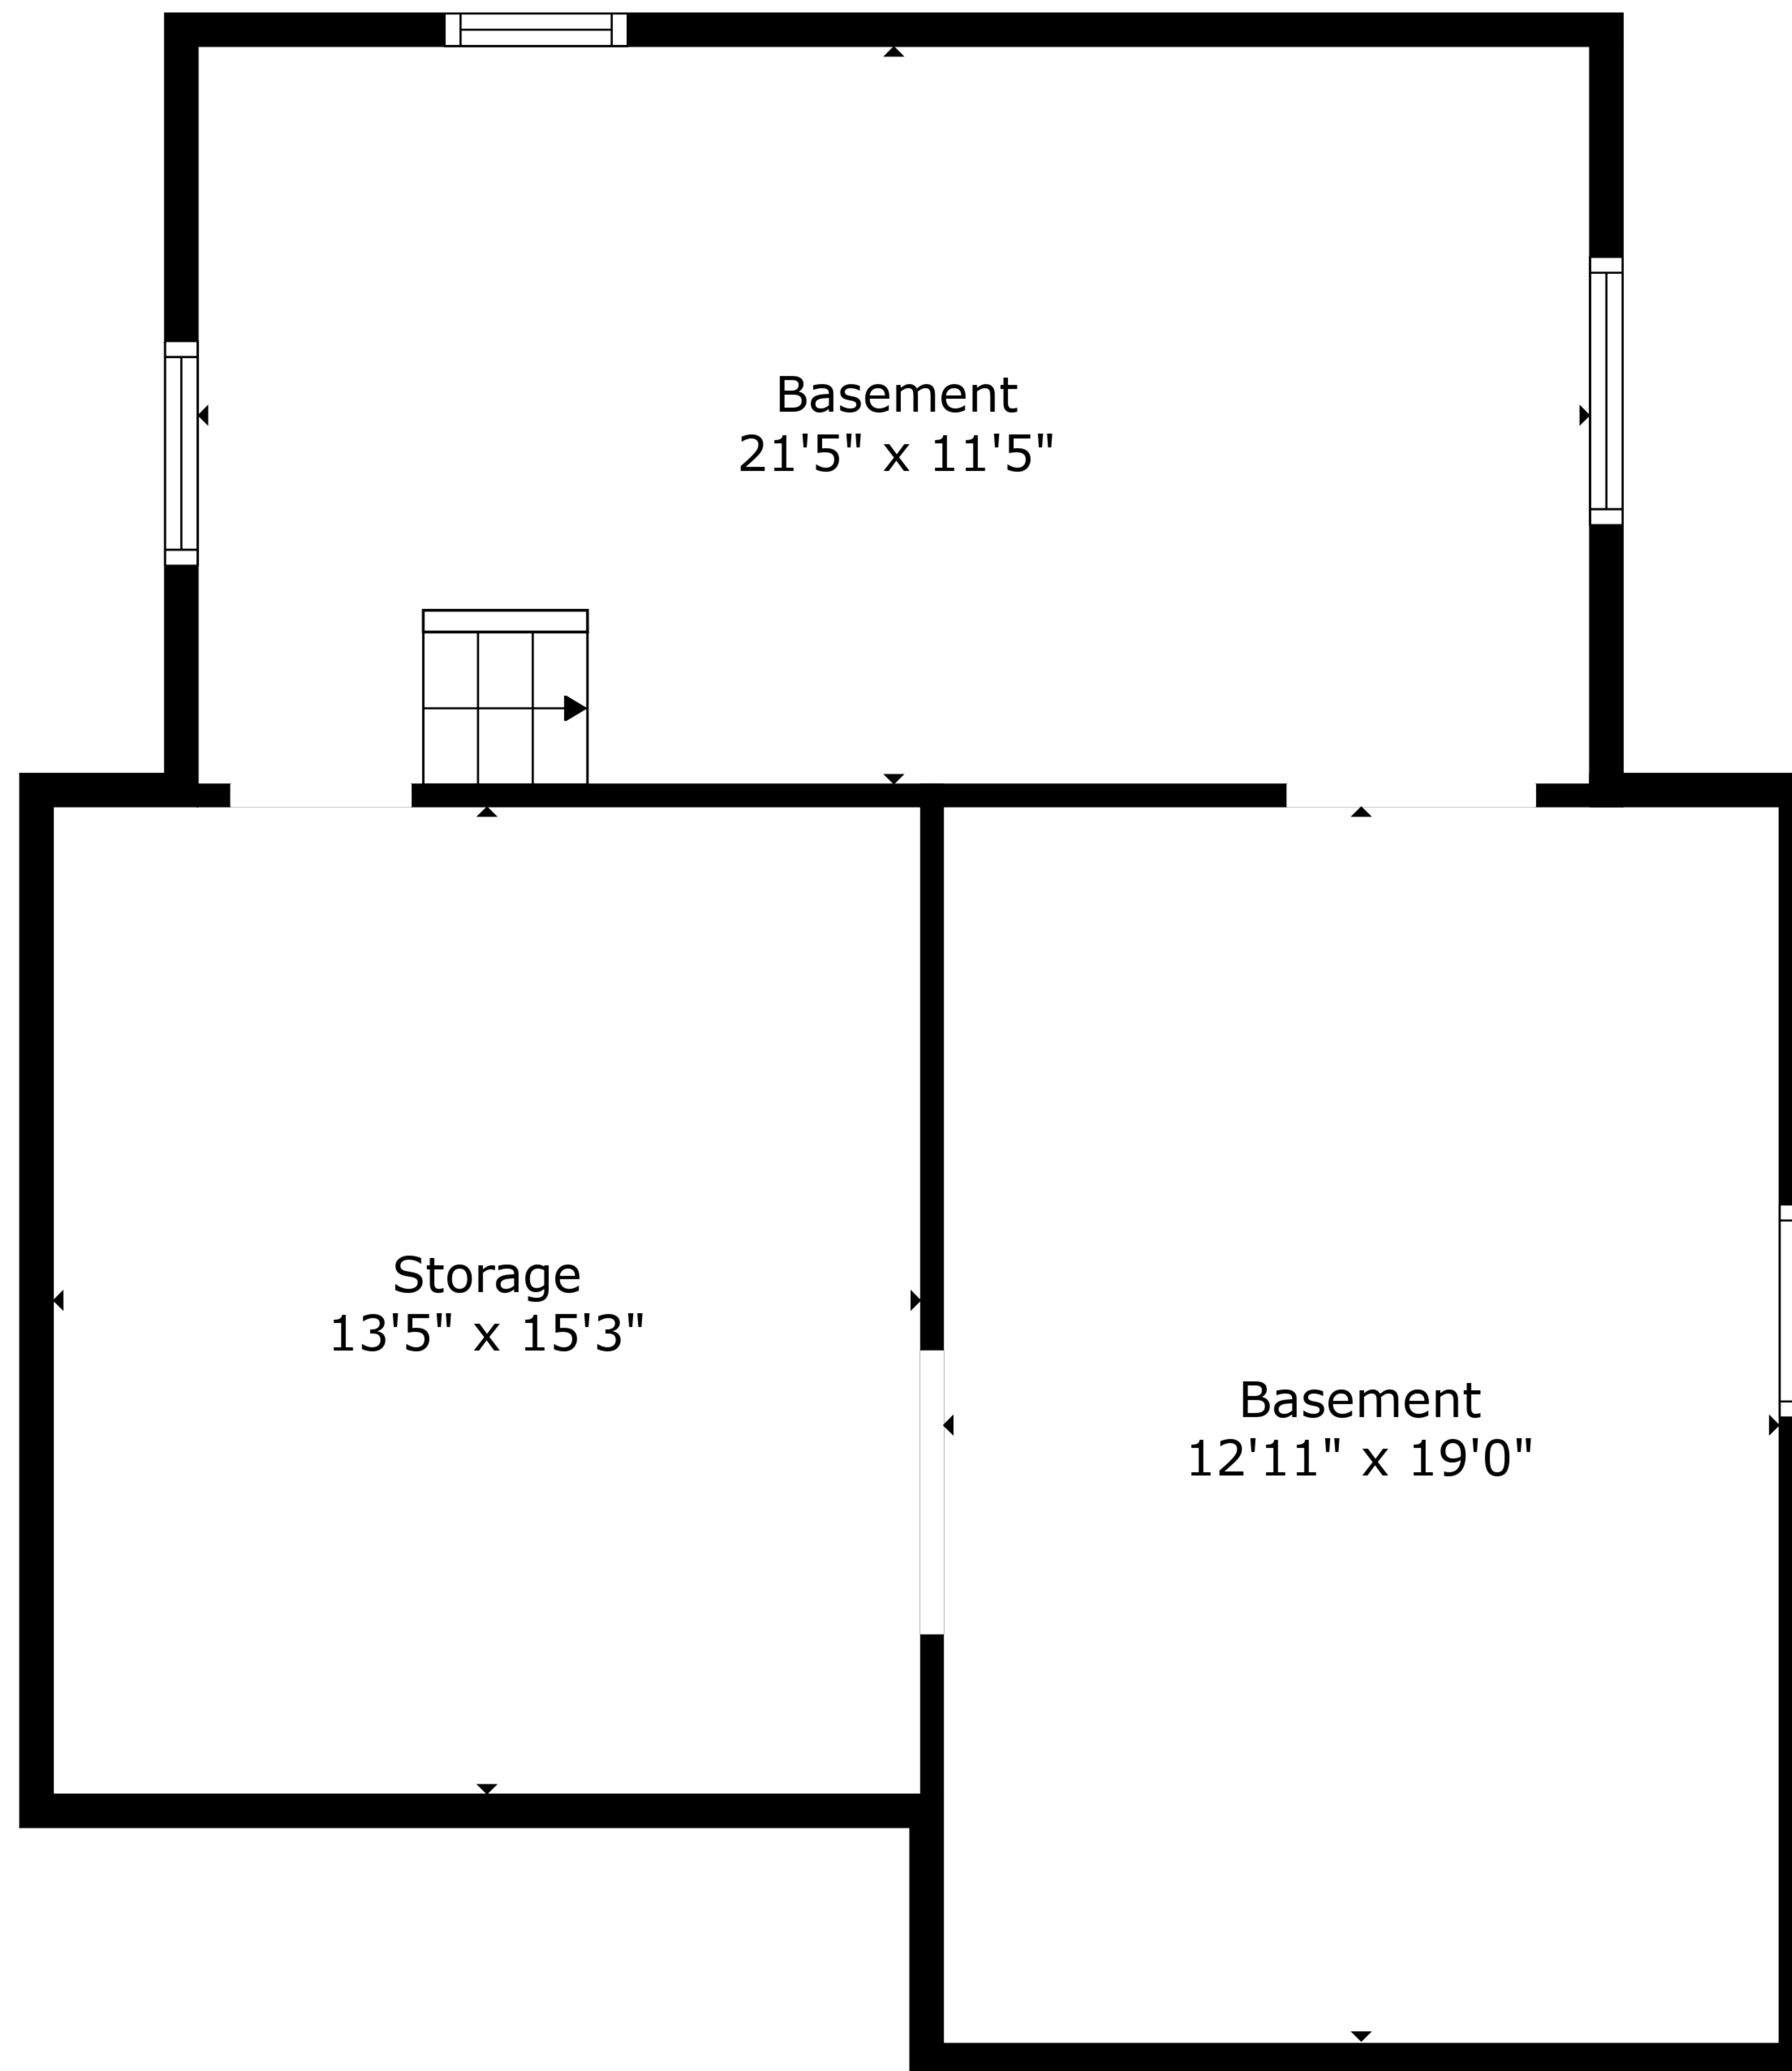 Basement
21'5" x 11'5"
Storage
13'5" x 15'3"
Basement
12'11" x 19'0"